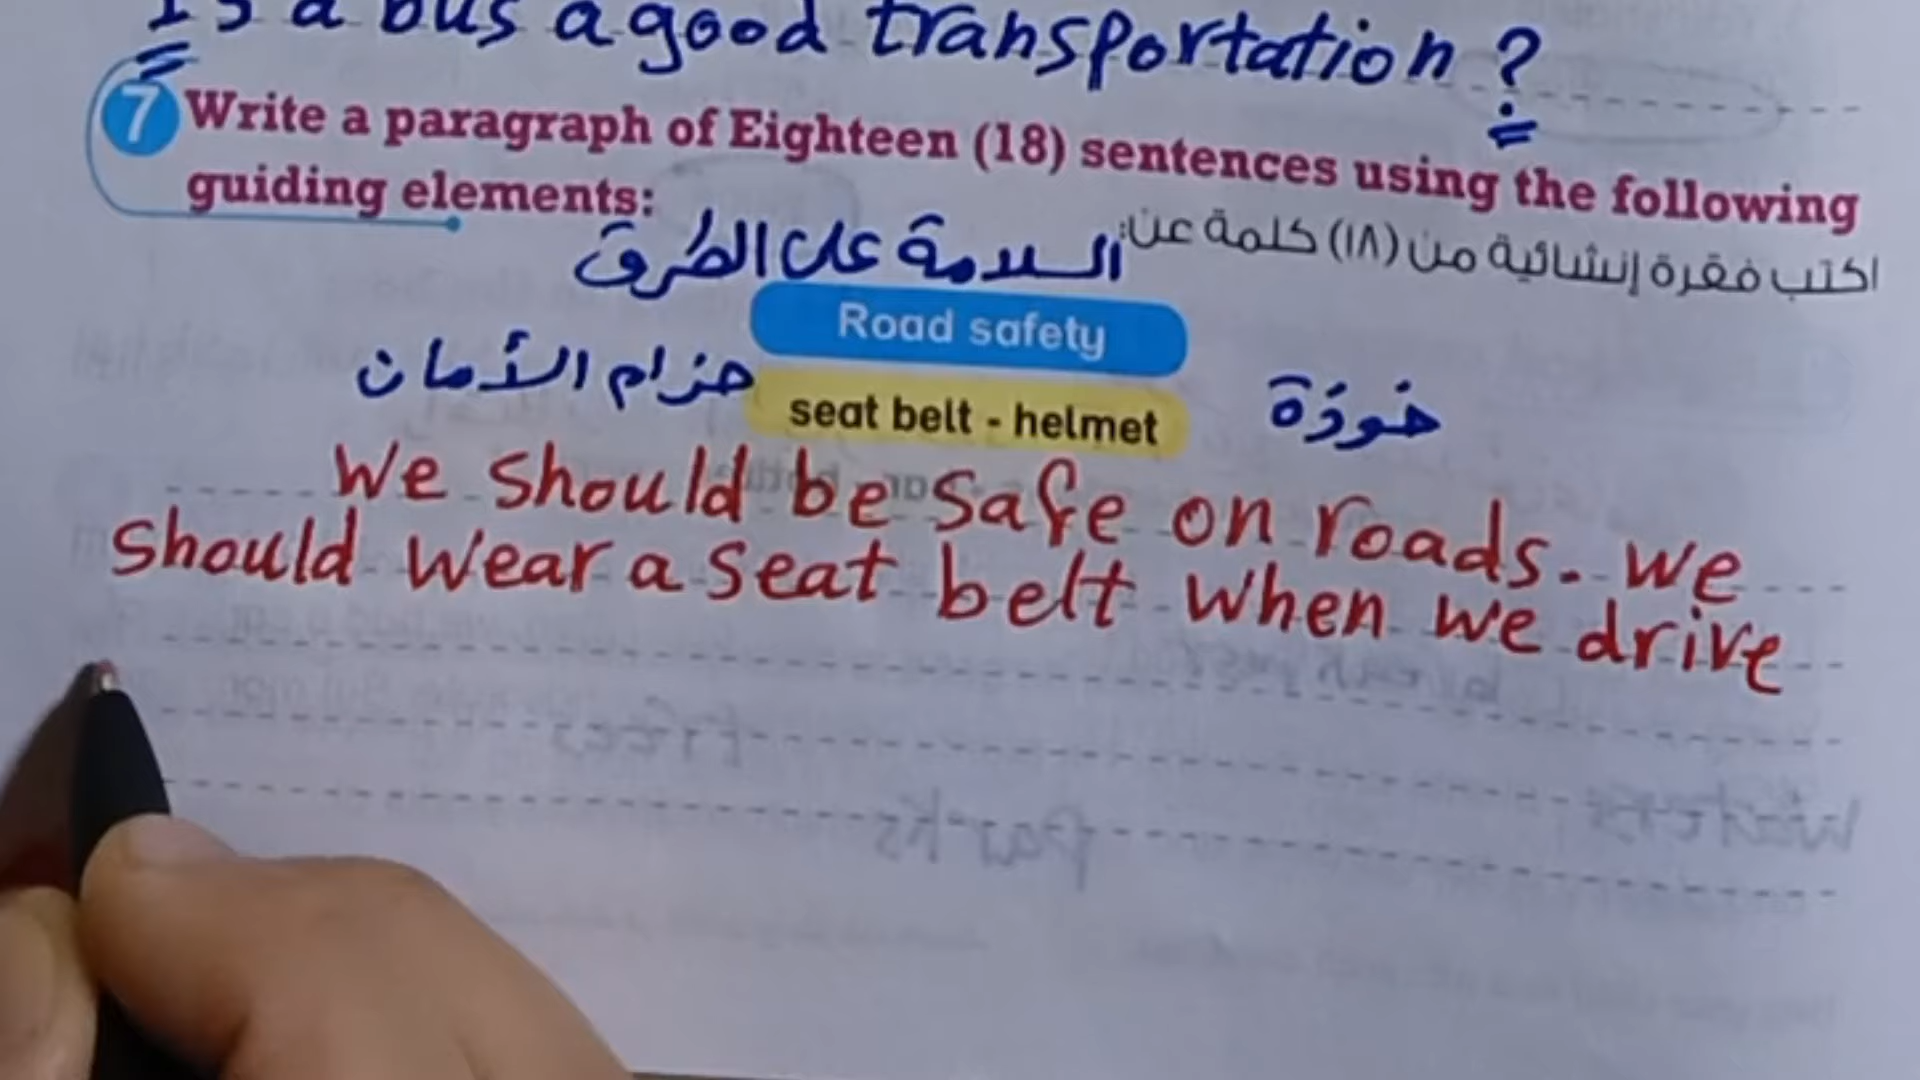 Is a bus a good transportation ?
7 Write a paragraph of Eighteen (18) sentences using the following
guiding elements:
اكتب فقرة إنشائية من (١٨) كلمة عن:
السلامة على الطرق
Road safety
حزام الأمان
seat belt - helmet
خوذة
We should be safe on roads. We
should wear a seat belt when we drive